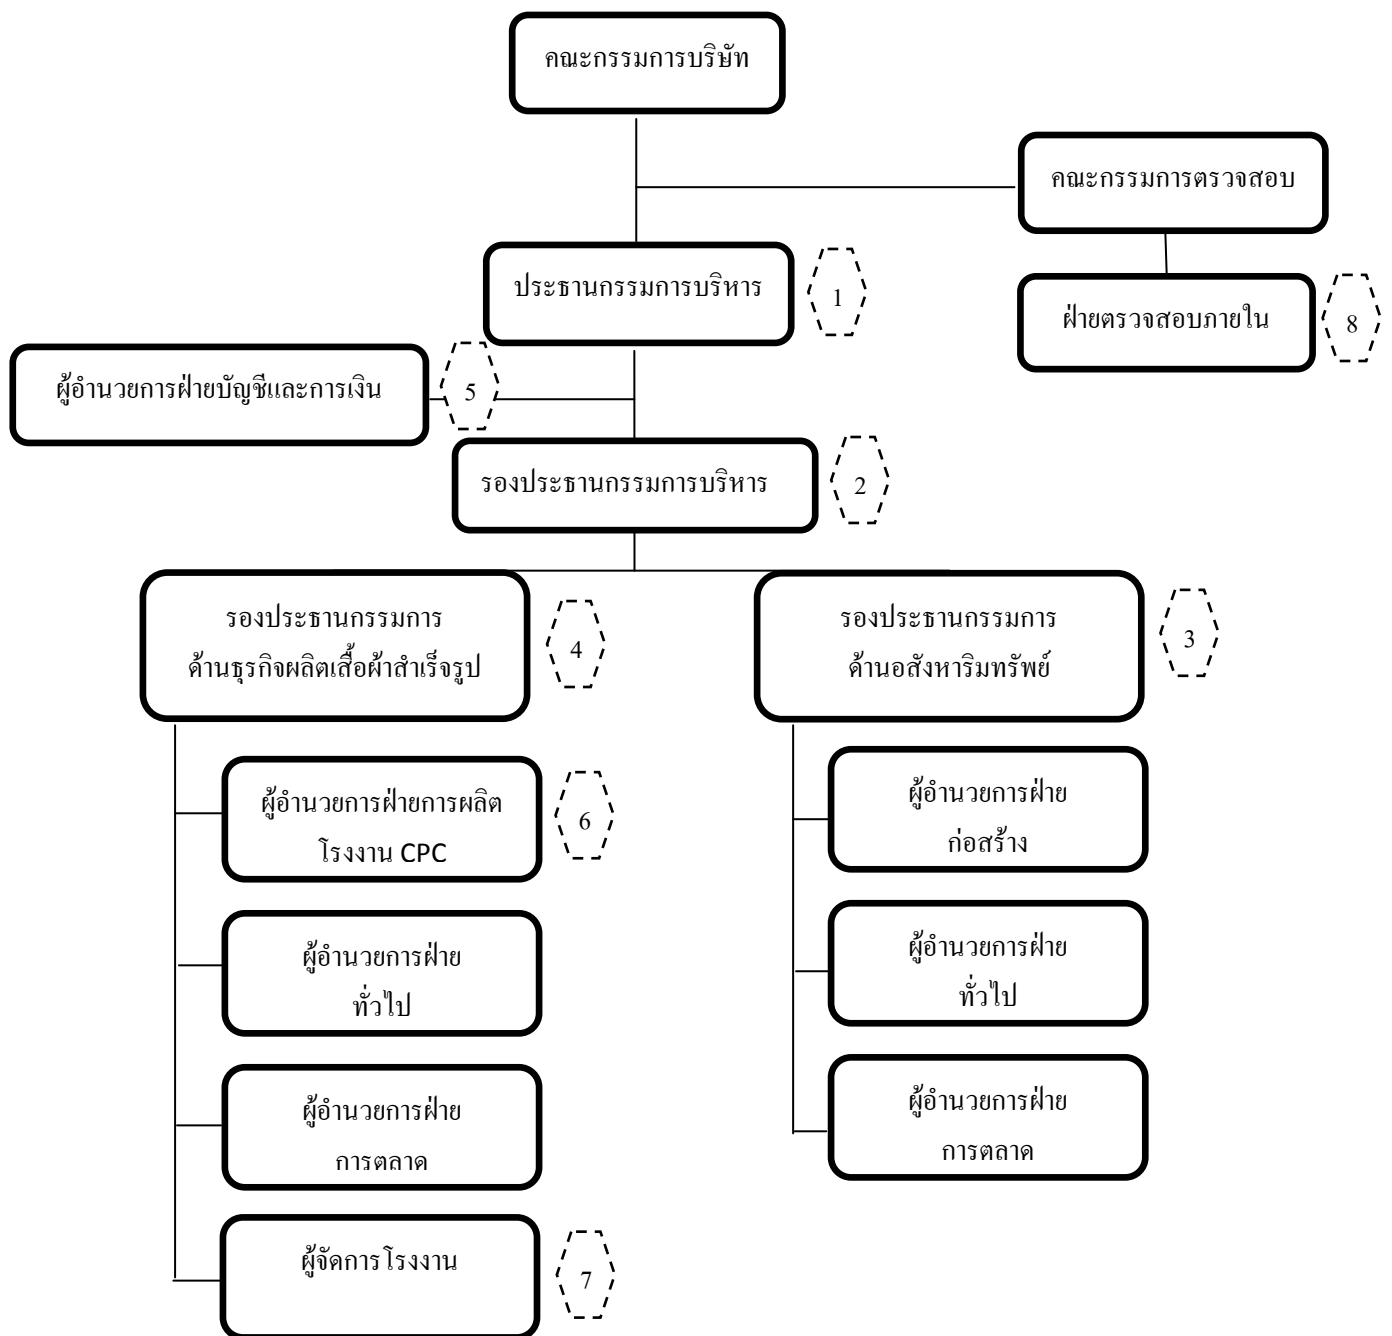 คณะกรรมการบริษัท
คณะกรรมการตรวจสอบ
ประธานกรรมการบริหาร
1
ฝ่ายตรวจสอบภายใน
8
ผู้อำนวยการฝ่ายบัญชีและการเงิน
5
รองประธานกรรมการบริหาร
2
รองประธานกรรมการ
ด้านธุรกิจผลิตเสื้อผ้าสำเร็จรูป
4
รองประธานกรรมการ
ด้านอสังหาริมทรัพย์
3
ผู้อำนวยการฝ่ายการผลิต
โรงงาน CPC
6
ผู้อำนวยการฝ่าย
ก่อสร้าง
ผู้อำนวยการฝ่าย
ทั่วไป
ผู้อำนวยการฝ่าย
ทั่วไป
ผู้อำนวยการฝ่าย
การตลาด
ผู้อำนวยการฝ่าย
การตลาด
ผู้จัดการโรงงาน
7